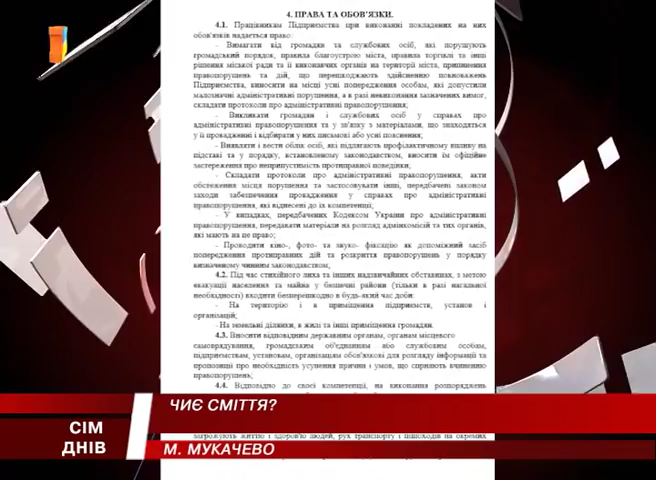 4. ПРАВА ТА ОБОВ'ЯЗКИ.
4.1. Працівникам Підприємства при виконанні покладених на них
обов'язків надається право:
- Вимагати від громадян та службових осіб, які порушують
громадський порядок, правила благоустрою міста, правила торгівлі та інші
рішення міської ради та її виконавчих органів на території міста, припинення
правопорушень та дій, що перешкоджають здійсненню повноважень
Підприємства, виносити на місці усні попередження особам, які допустили
малозначні адміністративні порушення, а в разі невиконання зазначених вимог,
складати протоколи про адміністративні правопорушення;
- Викликати громадян і службових осіб у справах про
адміністративні правопорушення та у зв'язку з матеріалами, що знаходяться
у її провадженні і відбирати у них письмові або усні пояснення;
- Виявляти і вести облік осіб, які підлягають профілактичному впливу на
підставі та у порядку, встановленому законодавством, вносить їм офіційне
застереження про неприпустимість протиправної поведінки;
- Складати протоколи про адміністративні правопорушення, акти
обстеження місця порушення та застосовувати інші, передбачені законом
заходи забезпечення провадження у справах про адміністративні
правопорушення, які віднесені до їх компетенції;
- У випадках, передбачених Кодексом України про адміністративні
правопорушення, передавати матеріали на розгляд адмінкомісій та тих органів,
які мають на це право;
- Проводити кіно-, фото- та звуко- фіксацію як допоміжний засіб
попередження протиправних дій та розкриття правопорушень у порядку
визначеному чинним законодавством;
4.2. Під час стихійного лиха та інших надзвичайних обставинах, з метою
евакуації населення та майна у безпечні райони (тільки в разі нагальної
необхідності) входити безперешкодно в будь-який час доби:
- На територію і в приміщення підприємств, установ і
організацій;
- На земельні ділянки, в жилі та інші приміщення громадян.
4.3. Вносити відповідним державним органам, органам місцевого
самоврядування, громадським об'єднанням або службовим особам,
підприємствам, установам, організаціям обов'язкові для розгляду інформації та
пропозиції про необхідність усунення причин і умов, що сприяють вчиненню
правопорушень;
4.4. Відповідно до своєї компетенції, на виконання розпоряджень
ЧИЄ СМІТТЯ?
СІМ
ДНІВ
загрожують життю і здоров'ю людей, рух транспорту і пішоходів на окремих
М. МУКАЧЕВО